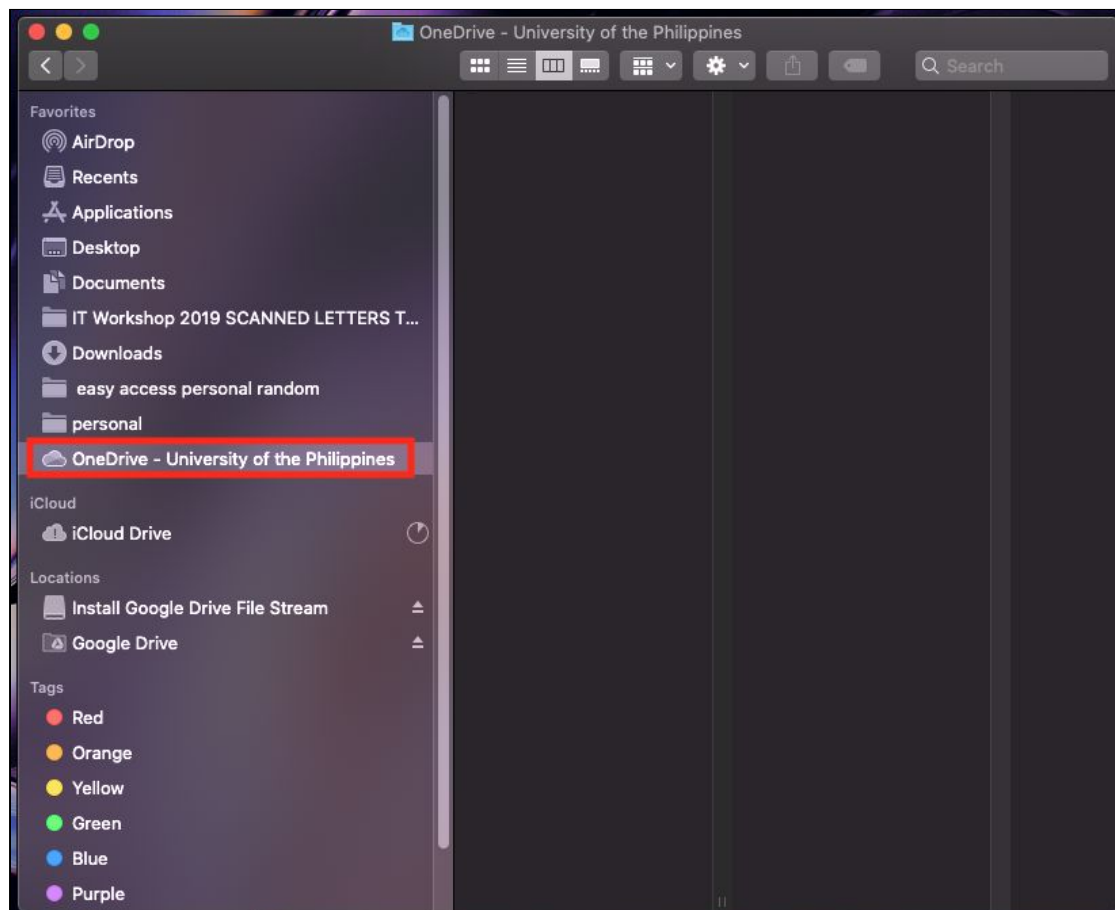 OneDrive - University of the Philippines
Search
Favorites
AirDrop
Recents
Applications
Desktop
Documents
IT Workshop 2019 SCANNED LETTERS T...
Downloads
easy access personal random
personal
OneDrive - University of the Philippines
iCloud
iCloud Drive
Locations
Install Google Drive File Stream
Google Drive
Tags
Red
Orange
Yellow
Green
Blue
Purple